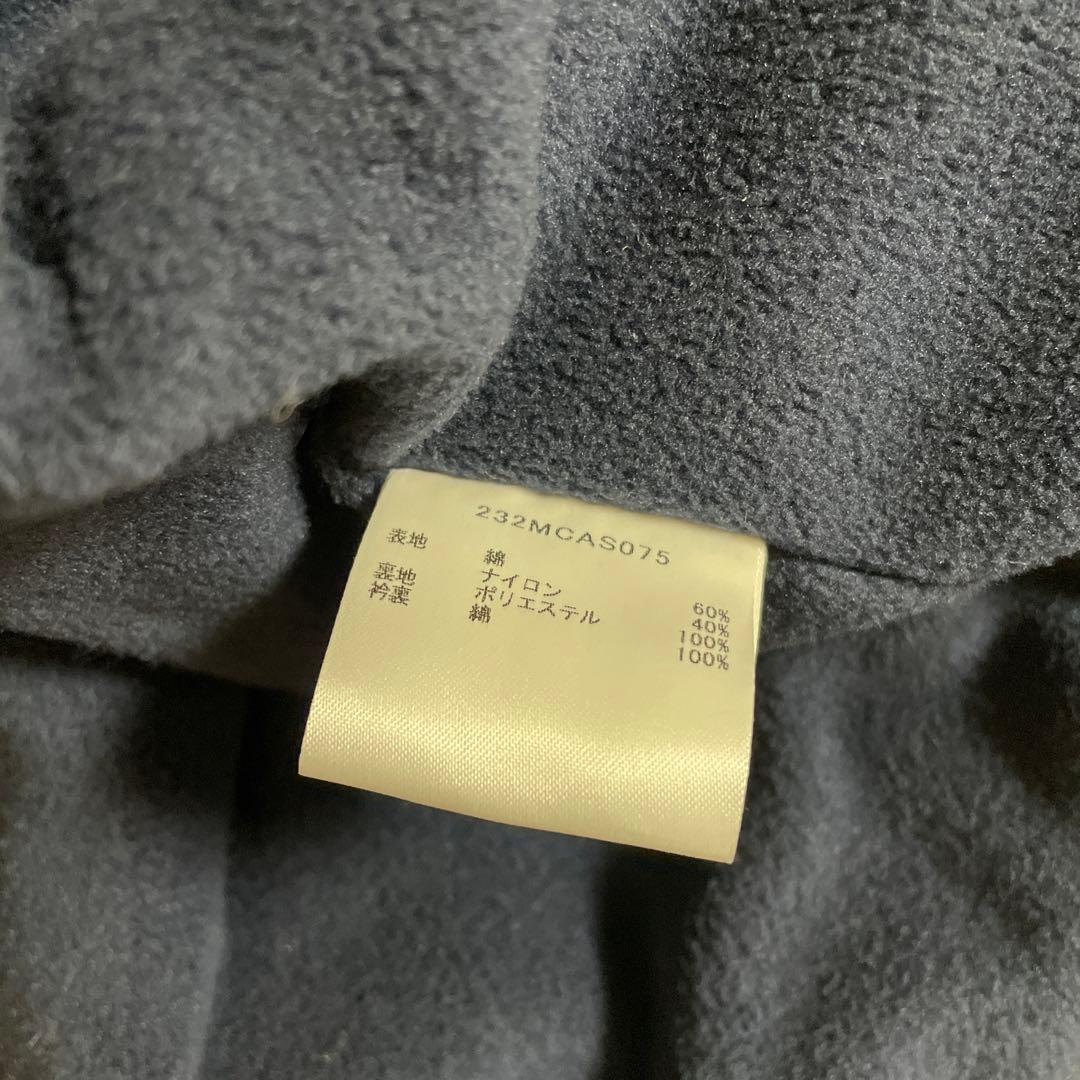 232MCAS075
表地 綿 60%
ナイロン 40%
裏地 ポリエステル 100%
衿裏 綿 100%